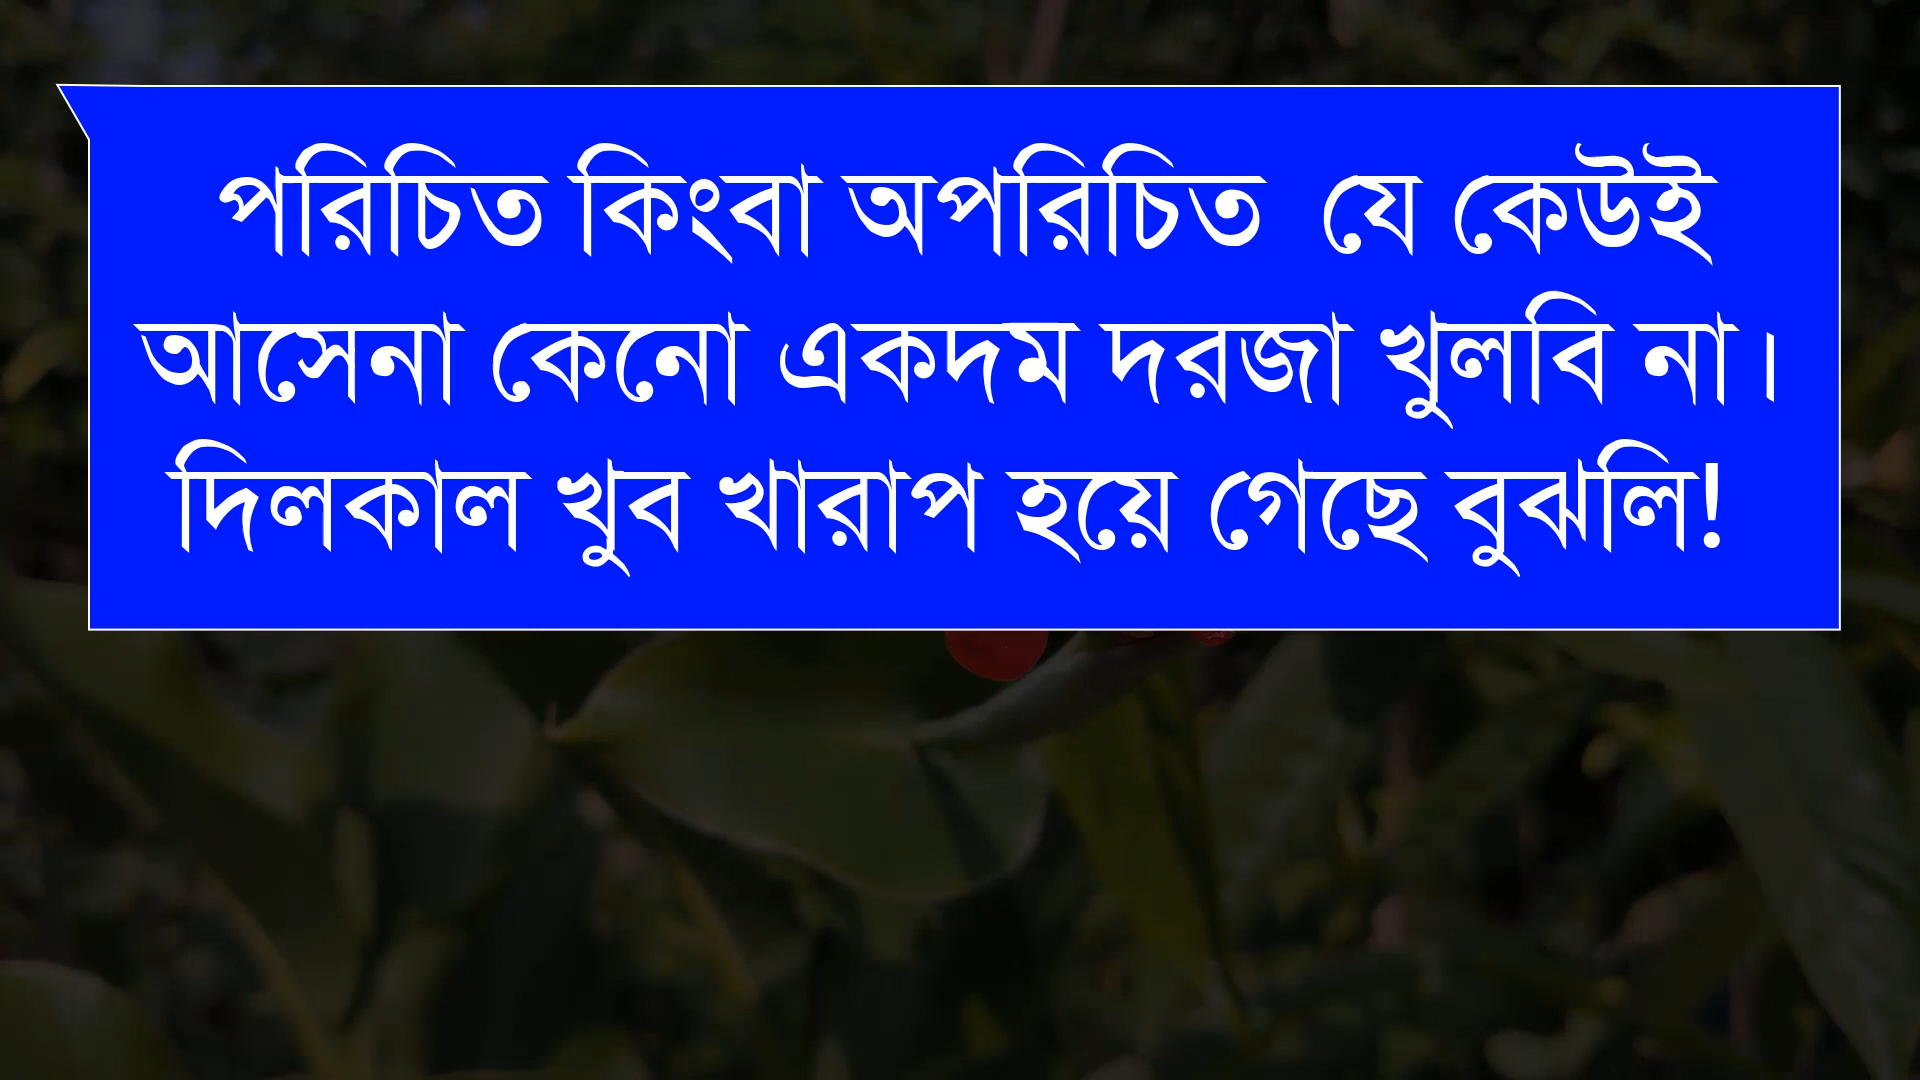 পরিচিত কিংবা অপরিচিত  যে কেউই
আসেনা কেনো একদম দরজা খুলবি না।
দিলকাল খুব খারাপ হয়ে গেছে বুঝলি!